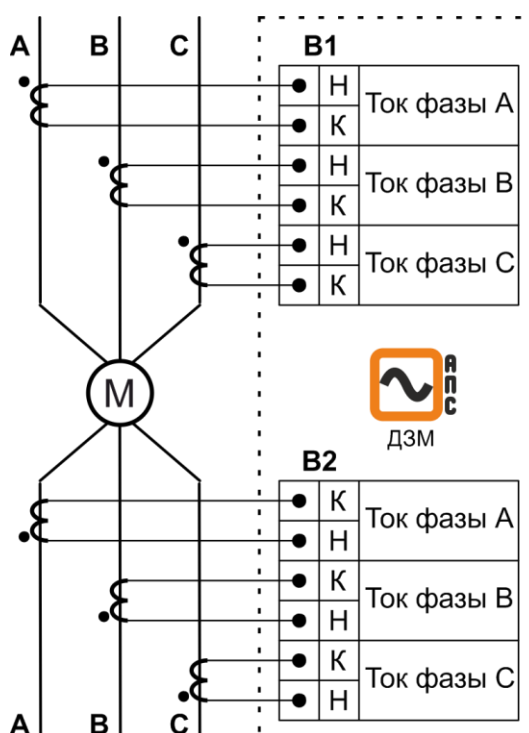 A B C B1
Н
К
Ток фазы A
Н
К
Ток фазы B
Н
К
Ток фазы C
М
АПС
ДЗМ
B2
К
Н
Ток фазы A
К
Н
Ток фазы B
К
Н
Ток фазы C
A B C